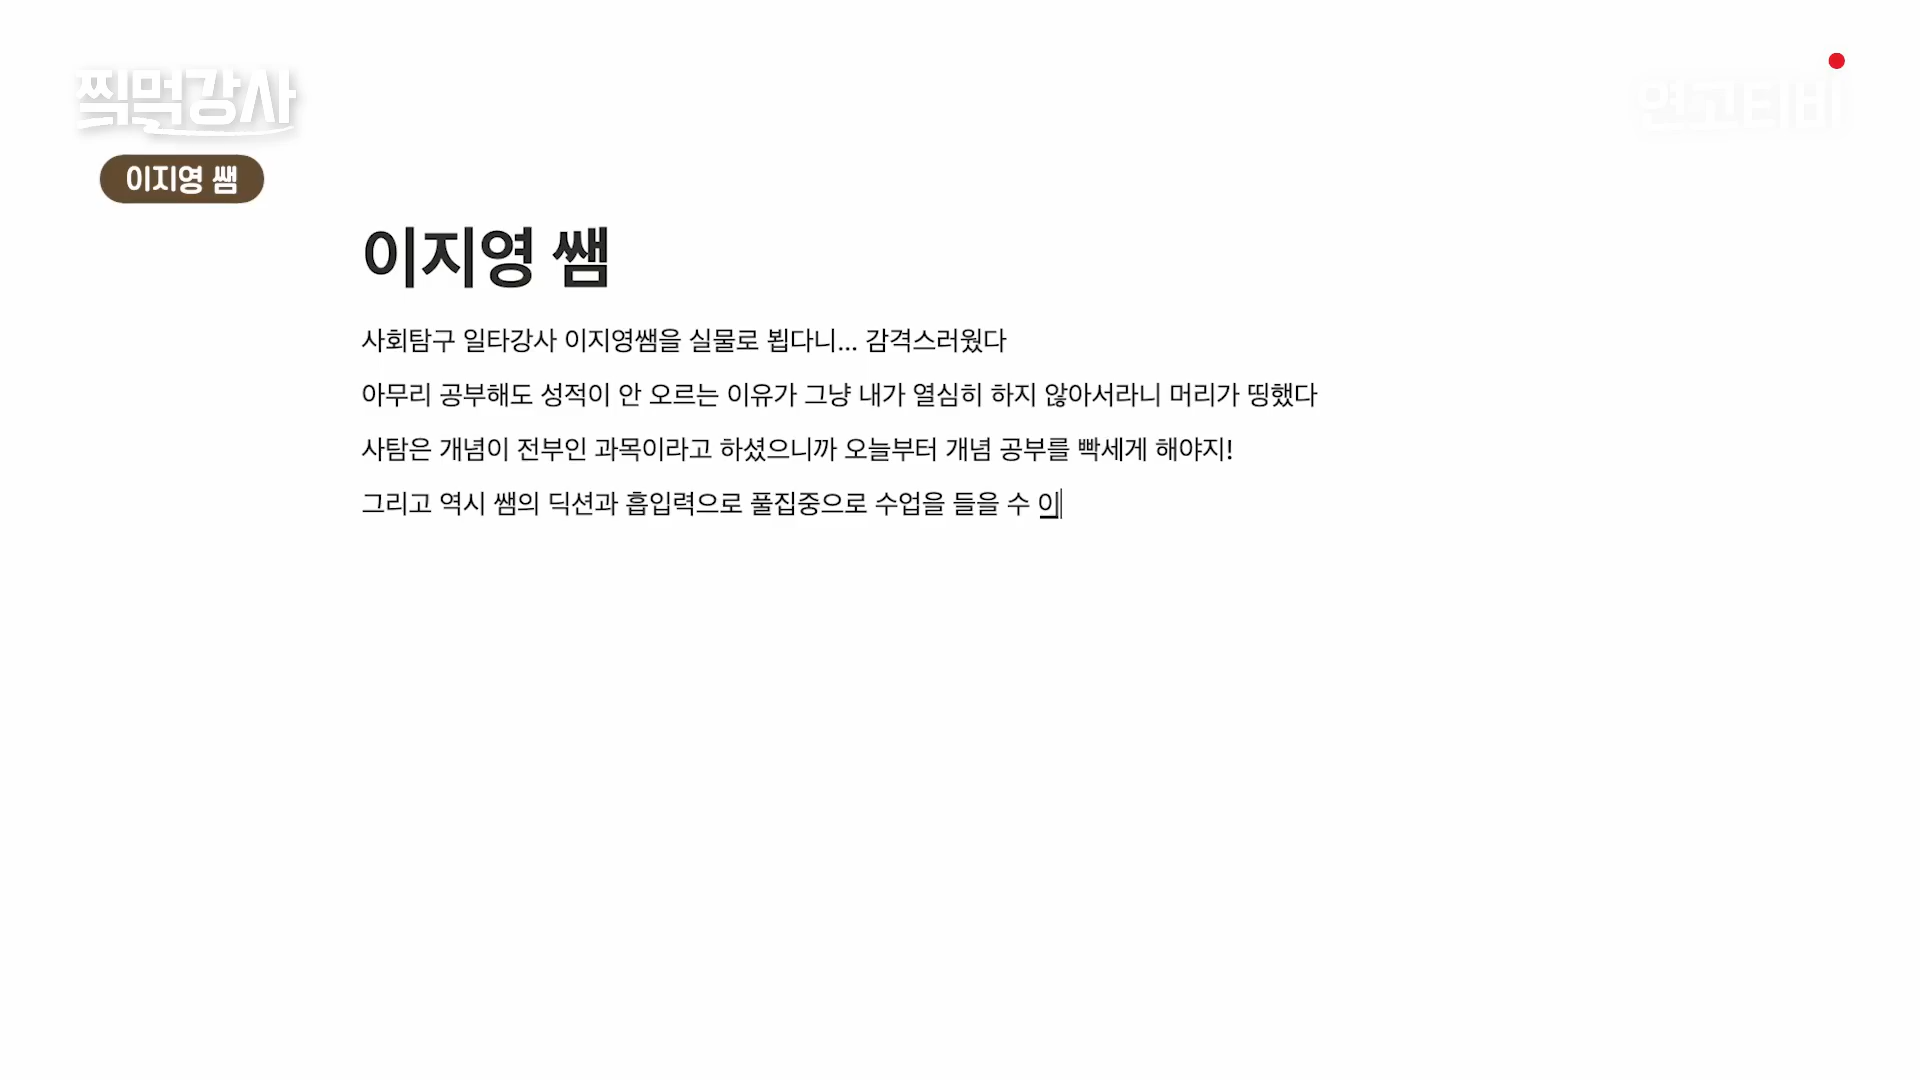 찍먹강사
연고티비
이지영 쌤
이지영 쌤
사회탐구 일타강사 이지영쌤을 실물로 뵙다니... 감격스러웠다
아무리 공부해도 성적이 안 오르는 이유가 그냥 내가 열심히 하지 않아서라니 머리가 띵했다
사탐은 개념이 전부인 과목이라고 하셨으니까 오늘부터 개념 공부를 빡세게 해야지!
그리고 역시 쌤의 딕션과 흡입력으로 풀집중으로 수업을 들을 수 이